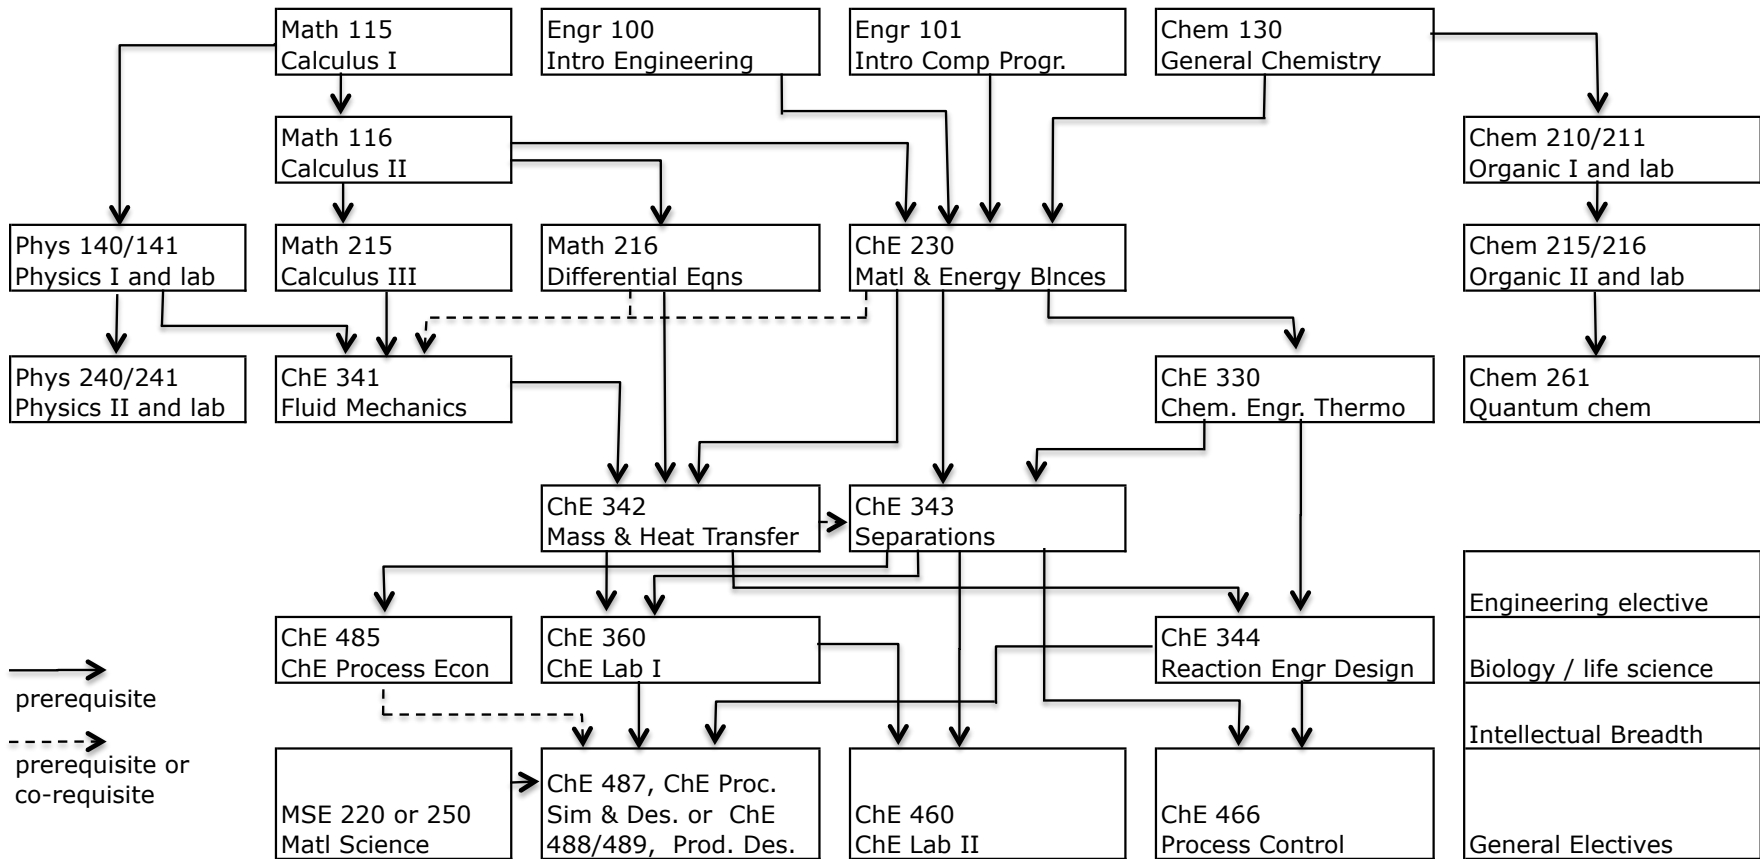 Math 115
Calculus I
Engr 100
Intro Engineering
Engr 101
Intro Comp Progr.
Chem 130
General Chemistry
Math 116
Calculus II
Chem 210/211
Organic I and lab
Phys 140/141
Physics I and lab
Math 215
Calculus III
Math 216
Differential Eqns
ChE 230
Matl & Energy Blnces
Chem 215/216
Organic II and lab
Phys 240/241
Physics II and lab
ChE 341
Fluid Mechanics
ChE 330
Chem. Engr. Thermo
Chem 261
Quantum chem
ChE 342
Mass & Heat Transfer
ChE 343
Separations
Engineering elective
ChE 485
ChE Process Econ
ChE 360
ChE Lab I
ChE 344
Reaction Engr Design
Biology / life science
prerequisite
Intellectual Breadth
prerequisite or
co-requisite
MSE 220 or 250
Matl Science
ChE 487, ChE Proc.
Sim & Des. or ChE
488/489, Prod. Des.
ChE 460
ChE Lab II
ChE 466
Process Control
General Electives